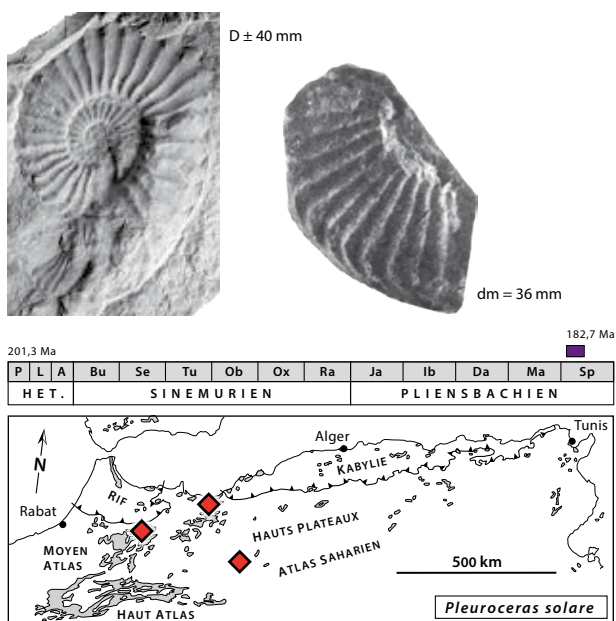 D ± 40 mm
dm = 36 mm
182,7 Ma
201,3 Ma
P L A Bu Se Tu Ob Ox Ra Ja Ib Da Ma Sp
HET. SINEMURIEN PLIENSBACHIEN
Tunis
Alger
KABYLIE
N
RIF
Rabat
HAUTS PLATEAUX
MOYEN
ATLAS
ATLAS SAHARIEN
500 km
HAUT ATLAS
Pleuroceras solare